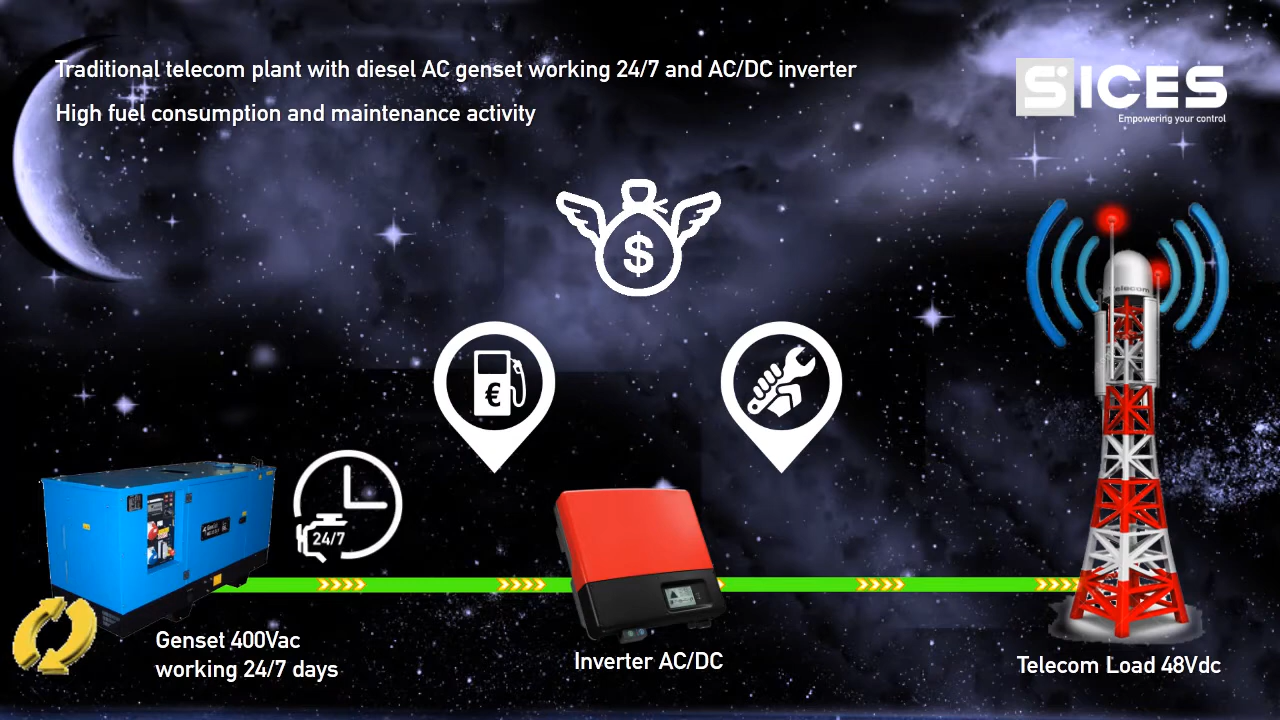 Traditional telecom plant with diesel AC genset working 24/7 and AC/DC inverter
High fuel consumption and maintenance activity
SICES
Empowering your control
$
€
Telecom
24/7
Genset 400Vac
working 24/7 days
Inverter AC/DC
Telecom Load 48Vdc